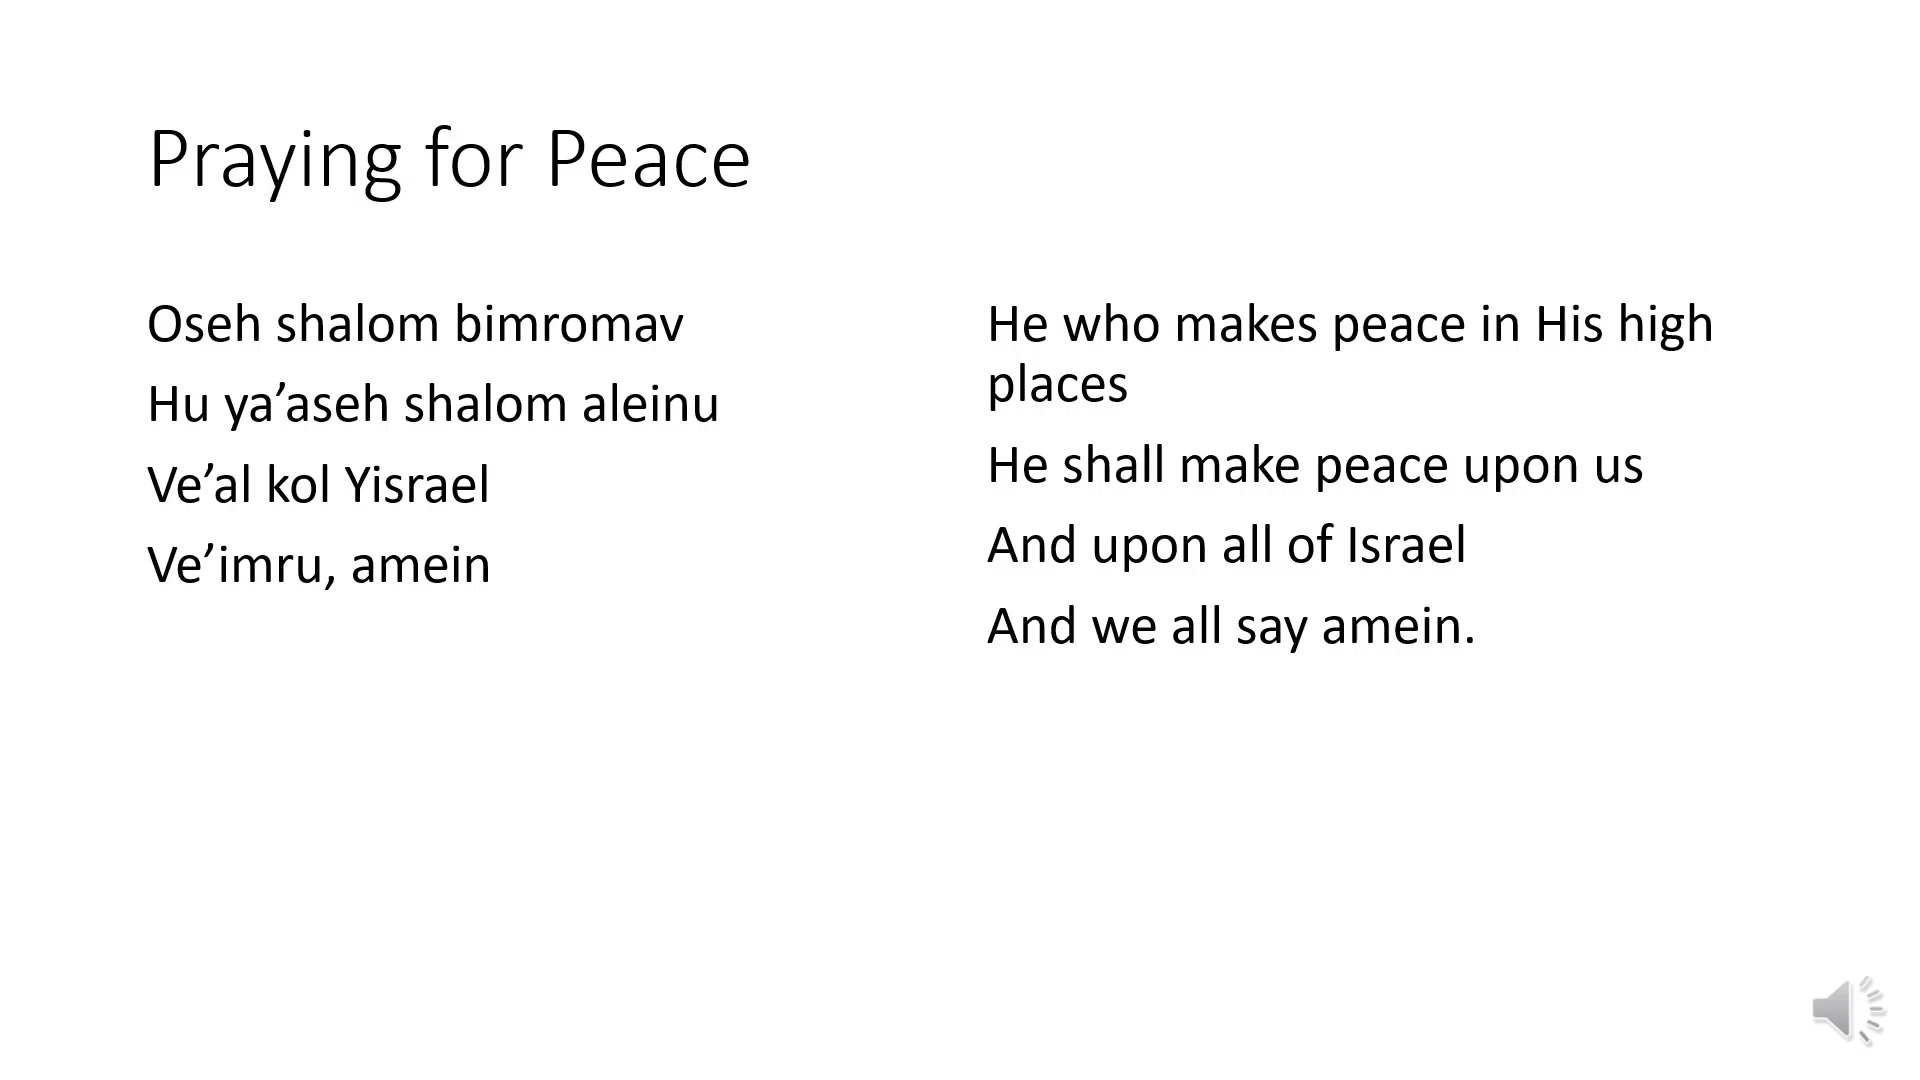 Praying for Peace
Oseh shalom bimromav
Hu ya’aseh shalom aleinu
Ve’al kol Yisrael
Ve’imru, amein
He who makes peace in His high
places
He shall make peace upon us
And upon all of Israel
And we all say amein.